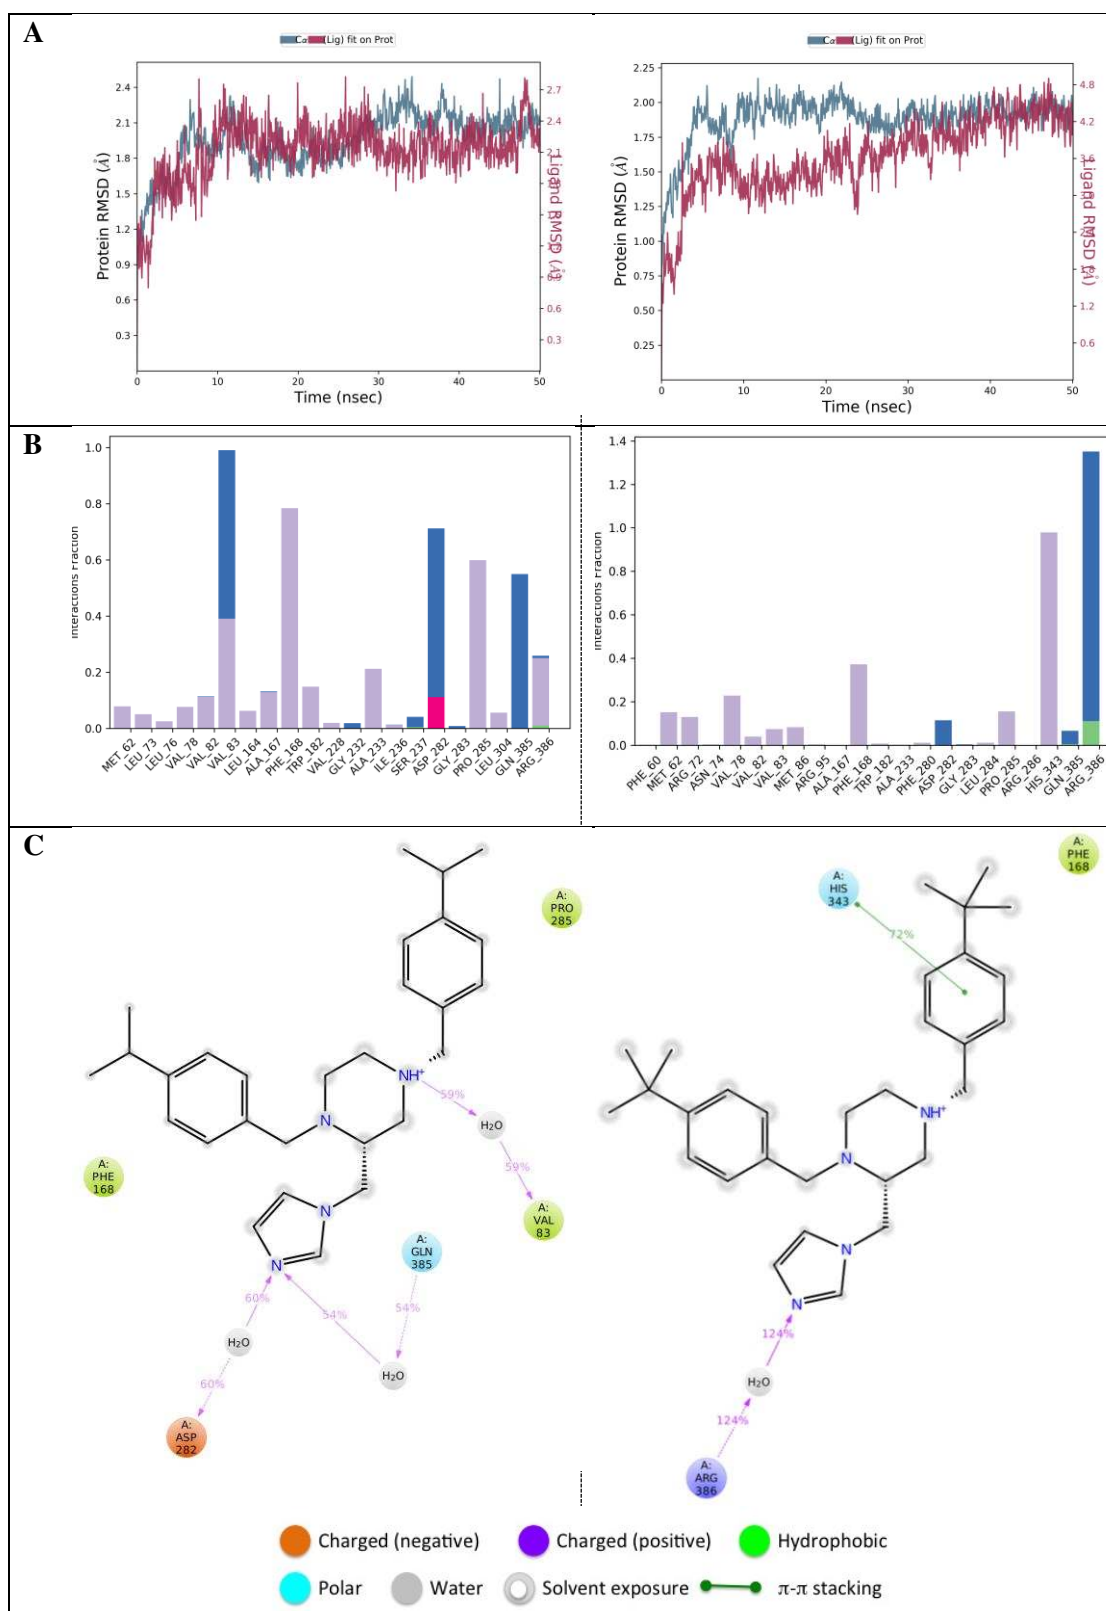 A
Cα (Lig) fit on Prot
Protein RMSD (Å)
2.4
2.1
1.8
1.5
1.2
0.9
0.6
0.3
2.7
2.4
2.1
0.6
0.3
Ligand RMSD (Å)
0 10 20 30 40 50
Time (nsec)
Cα (Lig) fit on Prot
Protein RMSD (Å)
2.25
2.00
1.75
1.50
1.25
1.00
0.75
0.50
0.25
4.8
4.2
1.2
0.6
Ligand RMSD (Å)
0 10 20 30 40 50
Time (nsec)
B
Interactions Fraction
1.0
0.8
0.6
0.4
0.2
0.0
MET_62 LEU_73 LEU_76 VAL_78 VAL_82 VAL_83 LEU_164 ALA_167 PHE_168 TRP_182 VAL_228 GLY_232 ALA_233 ILE_236 SER_237 ASP_282 GLY_283 PRO_285 LEU_304 GLN_385 ARG_386
Interactions Fraction
1.4
1.2
1.0
0.8
0.6
0.4
0.2
0.0
PHE_60 MET_62 ARG_72 ASN_74 VAL_78 VAL_82 VAL_83 MET_86 ARG_95 ALA_167 PHE_168 TRP_182 ALA_233 PHE_280 ASP_282 GLY_283 LEU_284 PRO_285 ARG_286 HIS_343 GLN_385 ARG_386
C
A:
PRO
285
NH+
59%
H₂O
59%
N
A:
PHE
168
A:
VAL
83
N
A:
GLN
385
N
60%
54%
54%
H₂O
H₂O
60%
A:
ASP
282
A:
PHE
168
A:
HIS
343
72%
NH+
N
N
N
124%
H₂O
124%
A:
ARG
386
Charged (negative) Charged (positive) Hydrophobic
Polar Water Solvent exposure π-π stacking